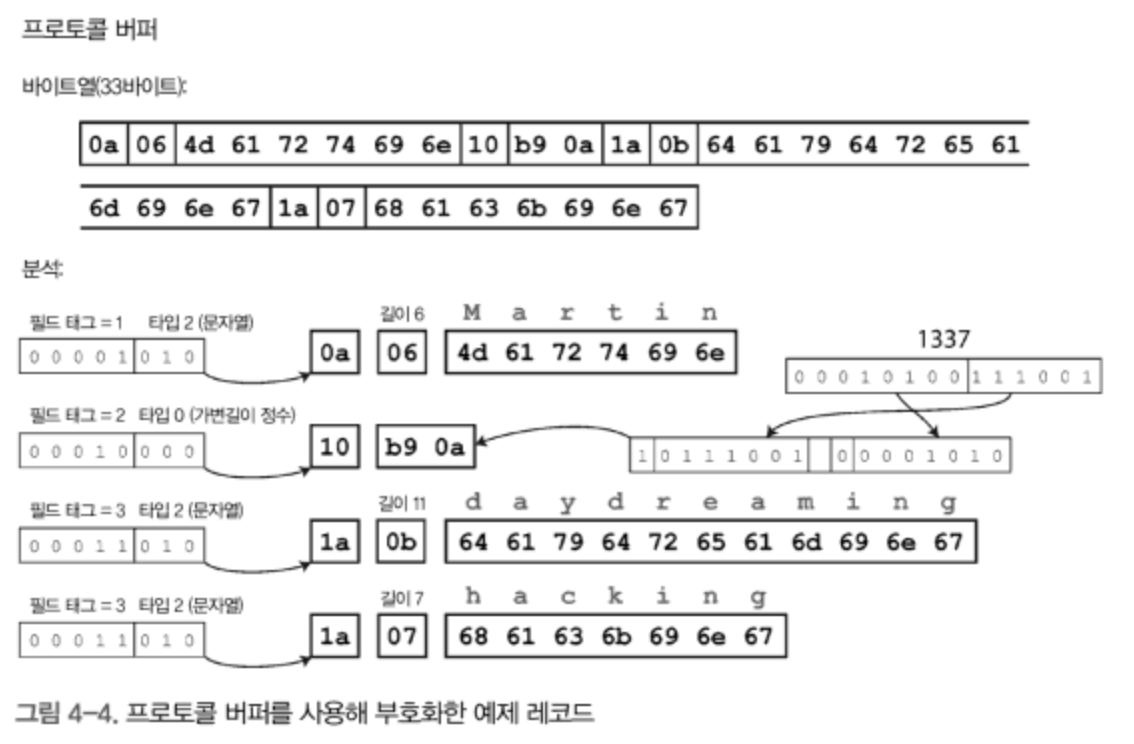 프로토콜 버퍼
바이트열(33바이트):
0a 06 4d 61 72 74 69 6e 10 b9 0a 1a 0b 64 61 79 64 72 65 61
6d 69 6e 67 1a 07 68 61 63 6b 69 6e 67
분석:
필드 태그 = 1 타입 2 (문자열) 길이 6 M a r t i n
0 0 0 0 1 0 1 0 0a 06 4d 61 72 74 69 6e
1337
0 0 0 1 0 1 0 0 1 1 1 0 0 1
필드 태그 = 2 타입 0 (가변길이 정수)
0 0 0 1 0 0 0 0 10 b9 0a 1 0 1 1 1 0 0 1 0 0 0 0 1 0 1 0
필드 태그 = 3 타입 2 (문자열) 길이 11 d a y d r e a m i n g
0 0 0 1 1 0 1 0 1a 0b 64 61 79 64 72 65 61 6d 69 6e 67
필드 태그 = 3 타입 2 (문자열) 길이 7 h a c k i n g
0 0 0 1 1 0 1 0 1a 07 68 61 63 6b 69 6e 67
그림 4-4. 프로토콜 버퍼를 사용해 부호화한 예제 레코드